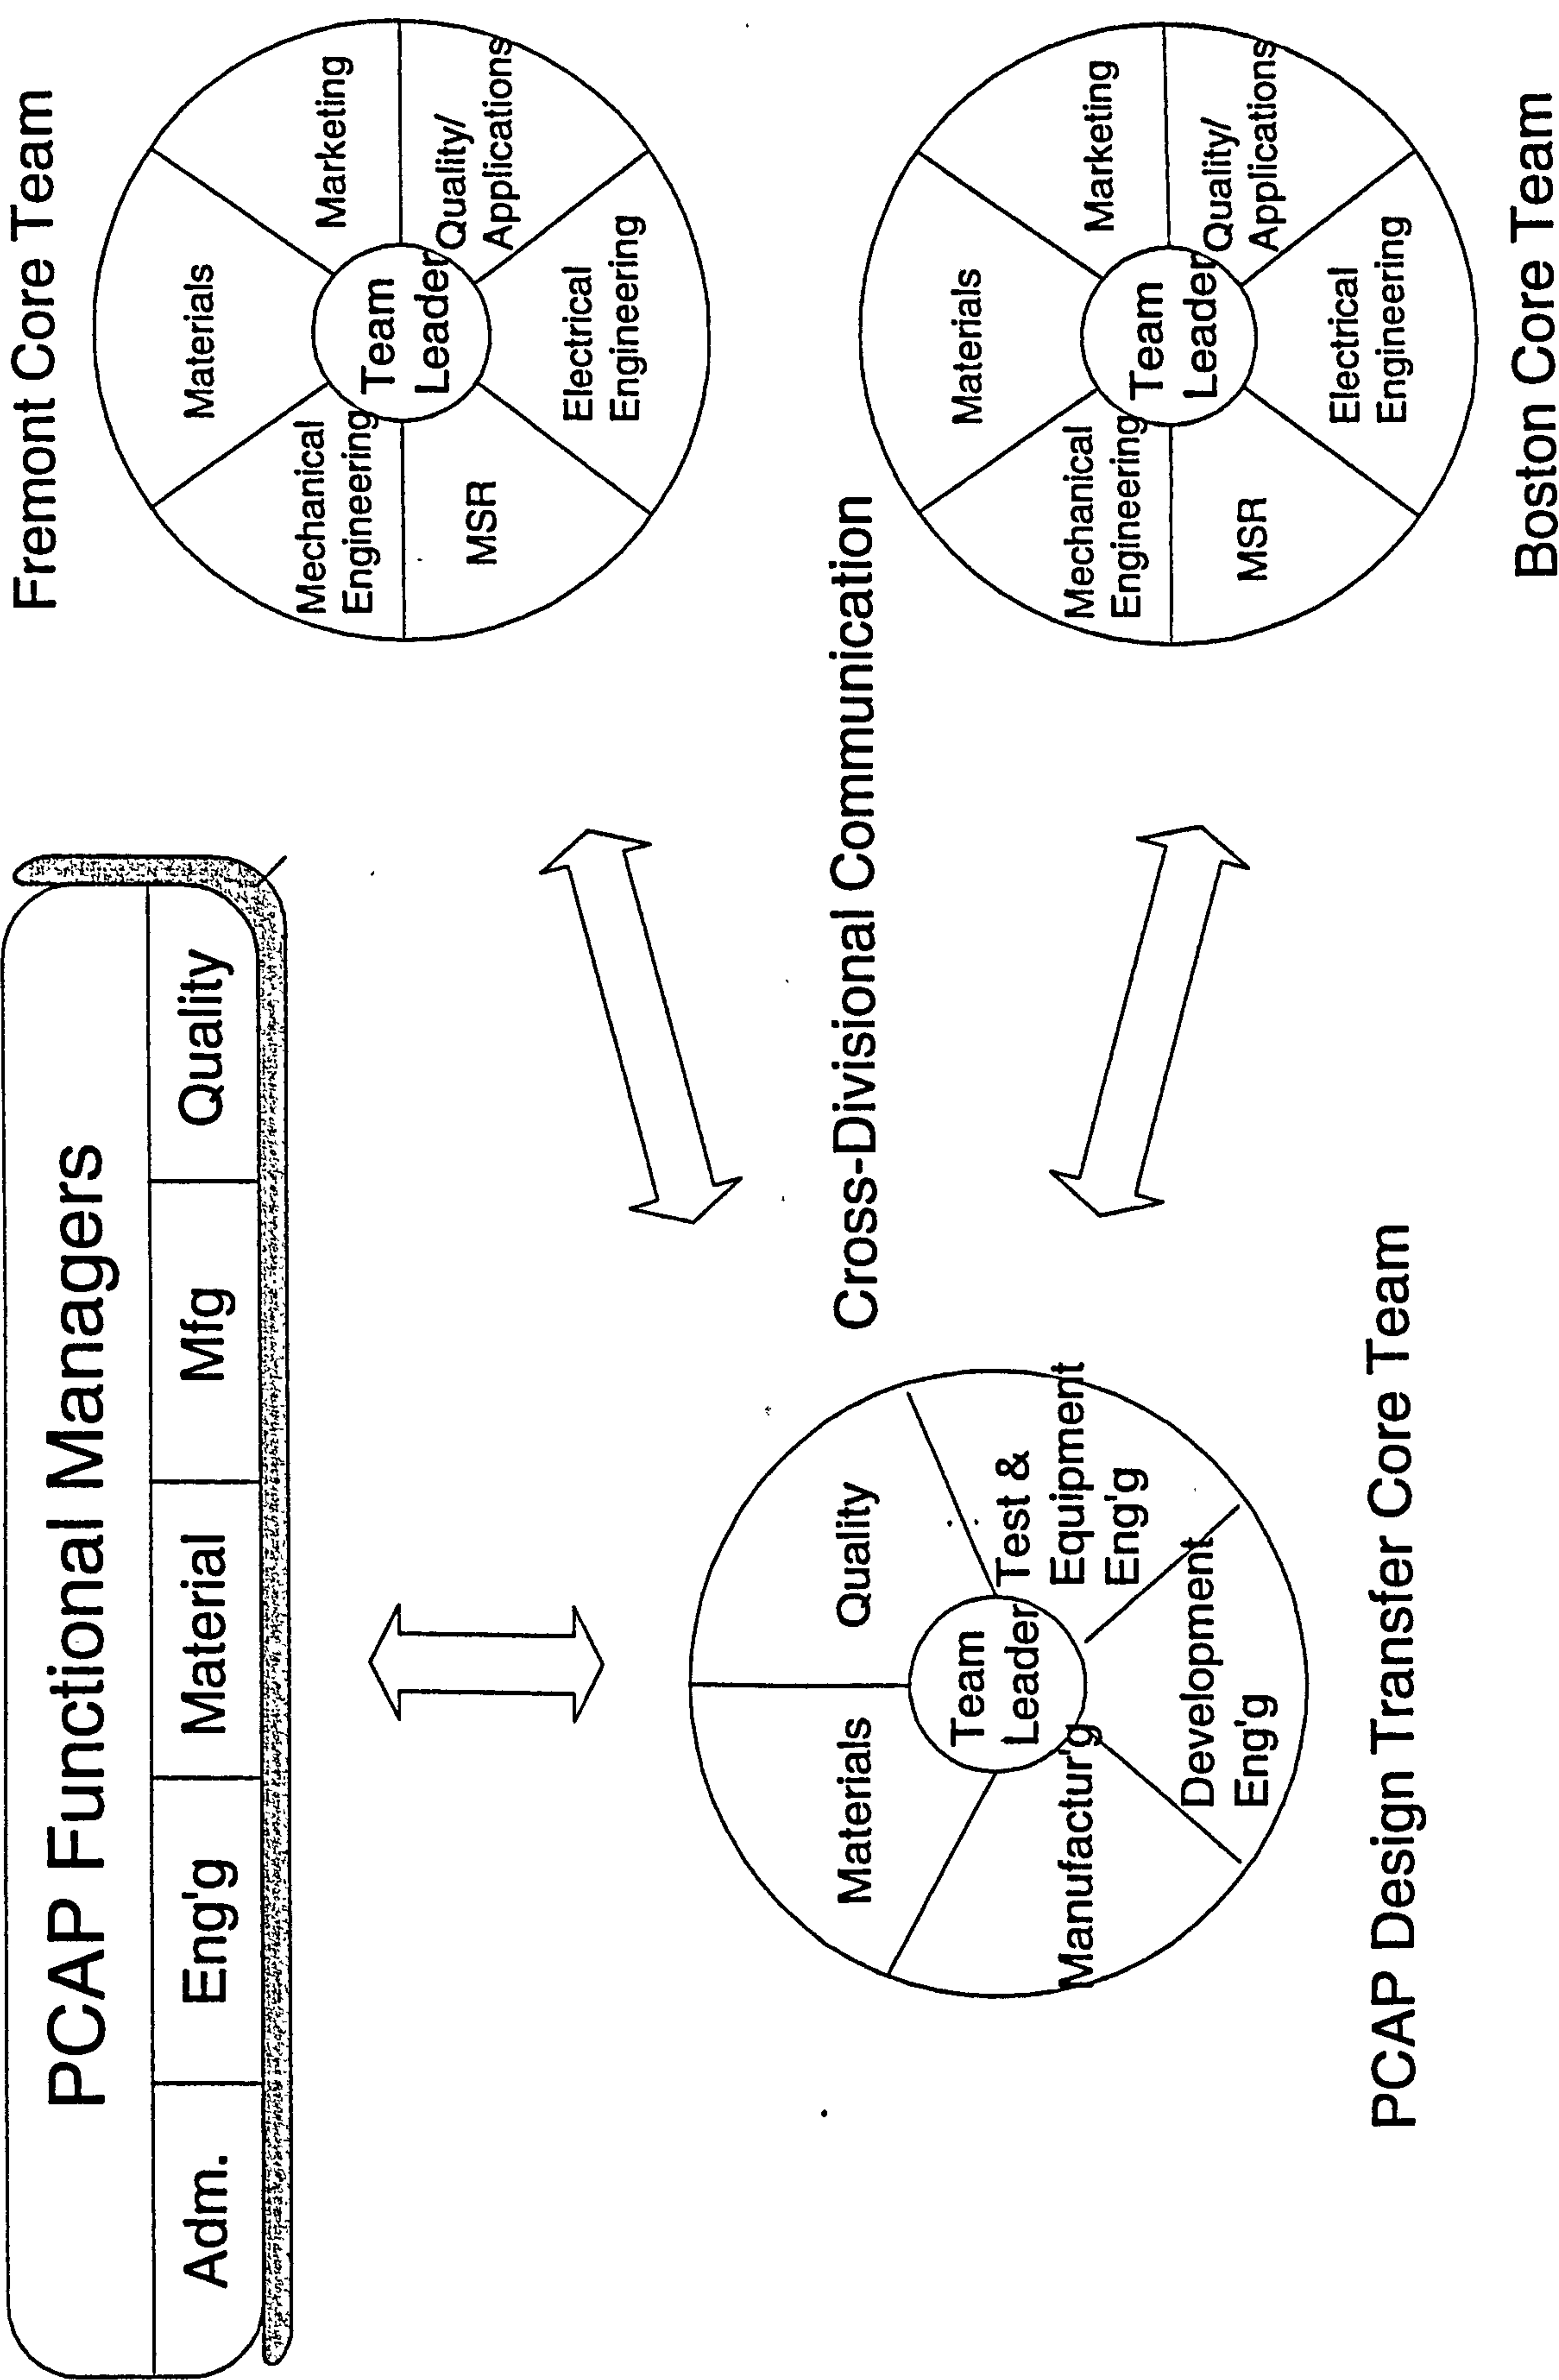 PCAP Functional Managers
Adm.
Eng'g
Material
Mfg
Quality
Fremont Core Team
Materials
Marketing
Mechanical
Engineering
Team
Leader
Quality/
Applications
MSR
Electrical
Engineering
Cross-Divisional Communication
Materials
Quality
Team
Leader
Test &
Equipment
Eng'g
Manufactur'g
Development
Eng'g
PCAP Design Transfer Core Team
Materials
Marketing
Mechanical
Engineering
Team
Leader
Quality/
Applications
MSR
Electrical
Engineering
Boston Core Team